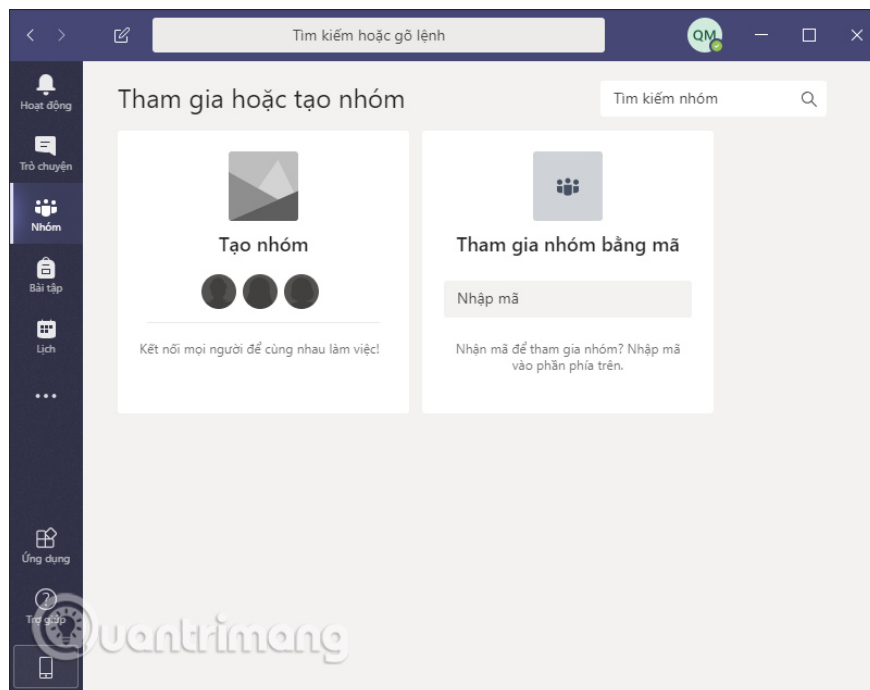 Tìm kiếm hoặc gõ lệnh
QM
Hoạt động
Trò chuyện
Nhóm
Bài tập
Lịch
Ứng dụng
Trợ giúp
Tham gia hoặc tạo nhóm
Tìm kiếm nhóm
Tạo nhóm
Kết nối mọi người để cùng nhau làm việc!
Tham gia nhóm bằng mã
Nhập mã
Nhận mã để tham gia nhóm? Nhập mã
vào phần phía trên.
Quantrimang